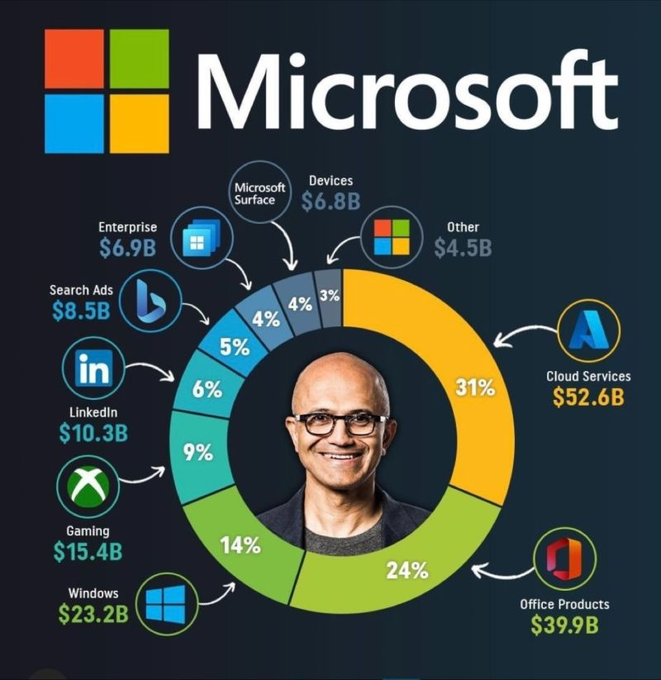 Microsoft
Microsoft
Surface
Devices
$6.8B
Enterprise
$6.9B
Other
$4.5B
Search Ads
$8.5B
LinkedIn
$10.3B
in
Gaming
$15.4B
Windows
$23.2B
Cloud Services
$52.6B
Office Products
$39.9B
3%
4%
4%
5%
6%
9%
14%
24%
31%